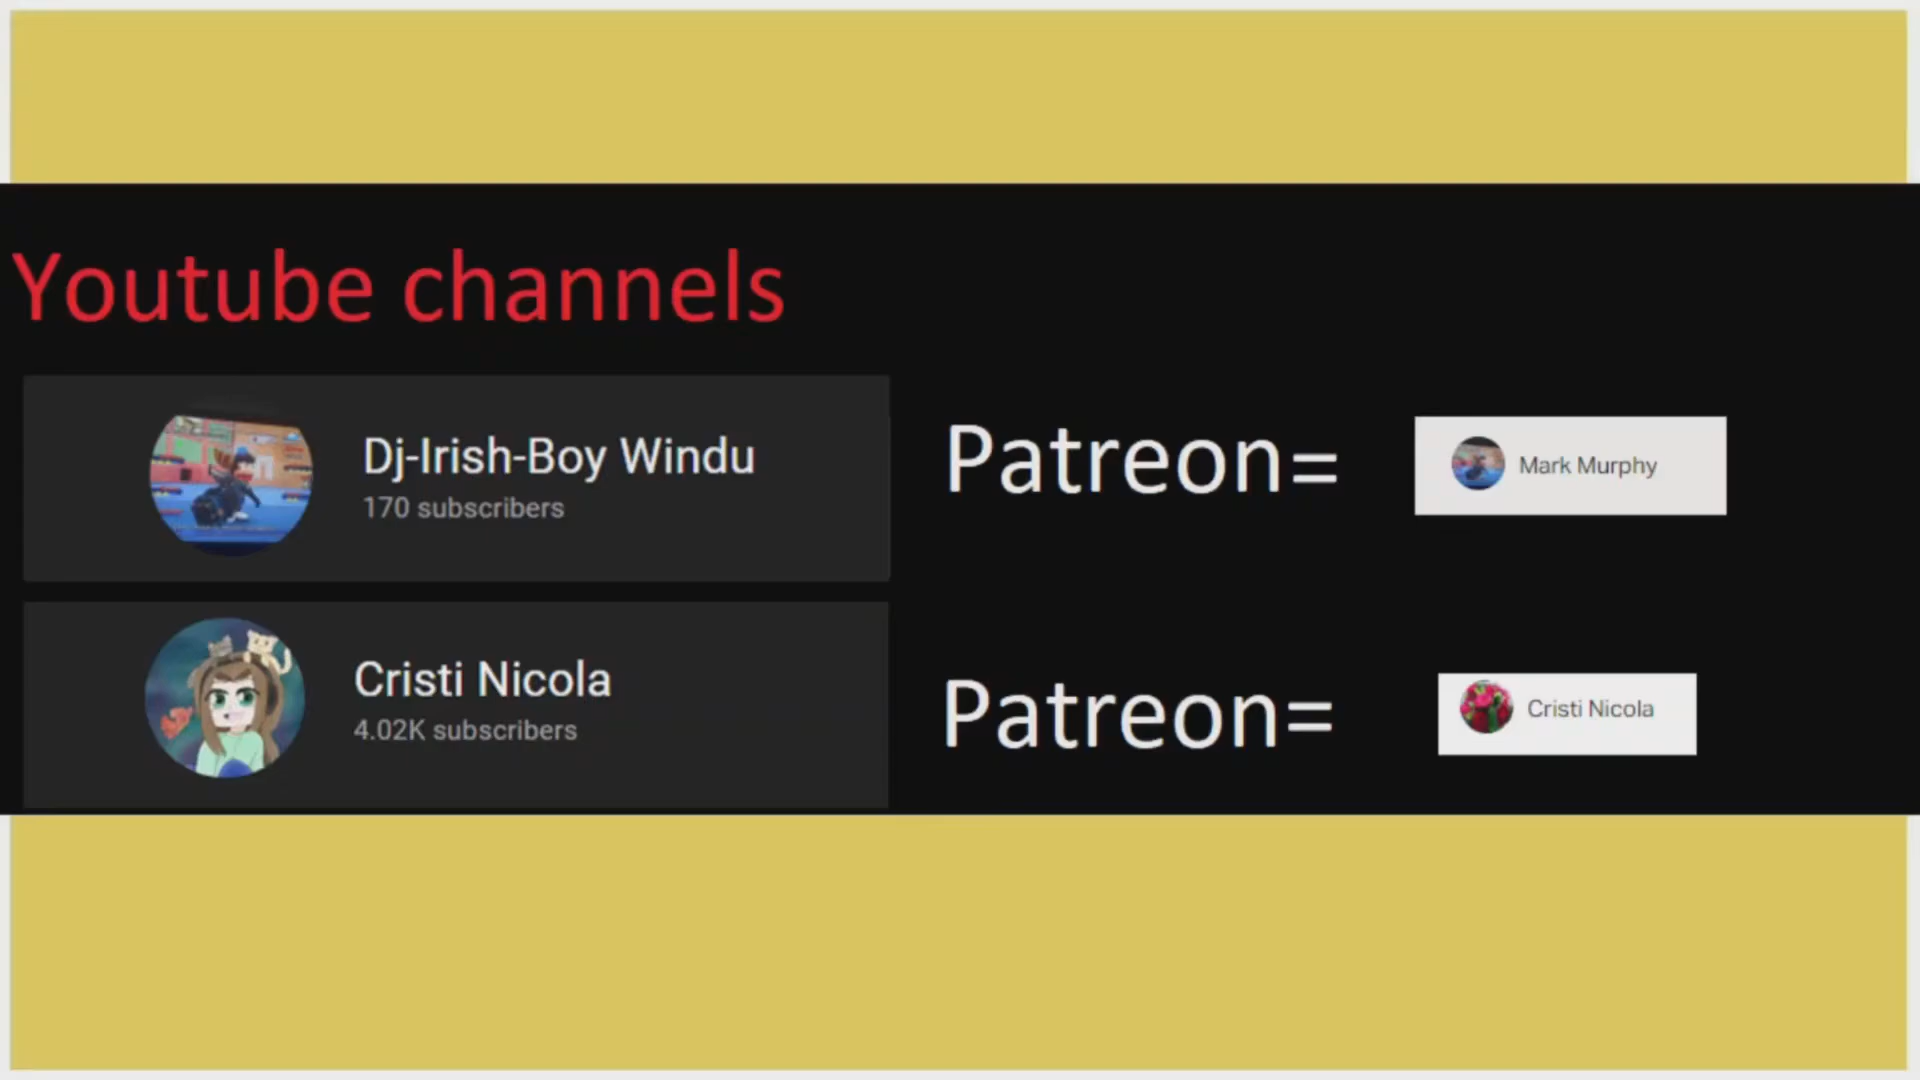 Youtube channels
Dj-Irish-Boy Windu
170 subscribers
Patreon=
Mark Murphy
Cristi Nicola
4.02K subscribers
Patreon=
Cristi Nicola